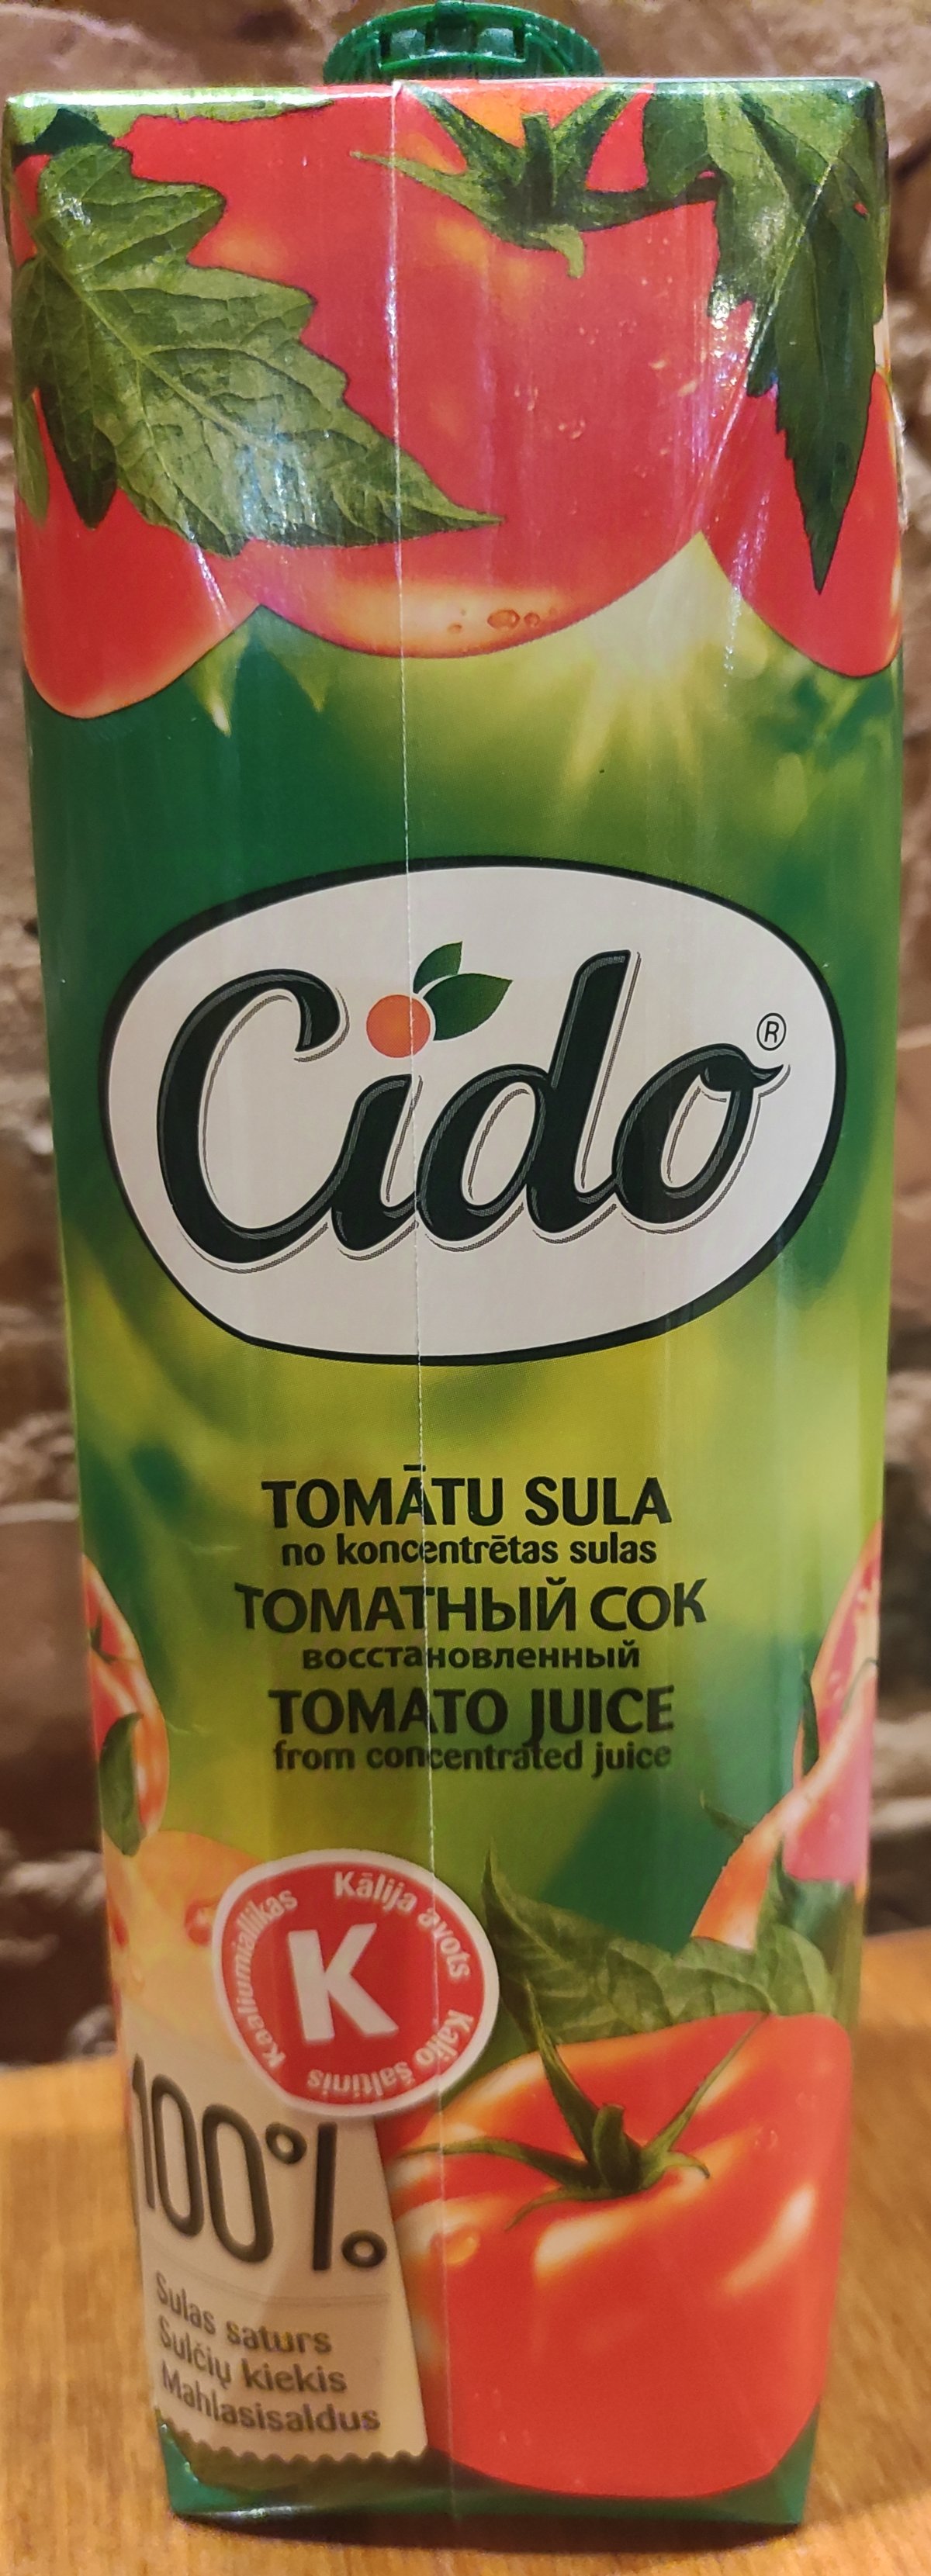 Cido®
TOMĀTU SULA
no koncentrētas sulas
ТОМАТНЫЙ СОК
восстановленный
TOMATO JUICE
from concentrated juice
Kālija avots
Kalio šaltinis
Kaaliumiallikas
K
100%
Sulas saturs
Sulčių kiekis
Mahlasisaldus